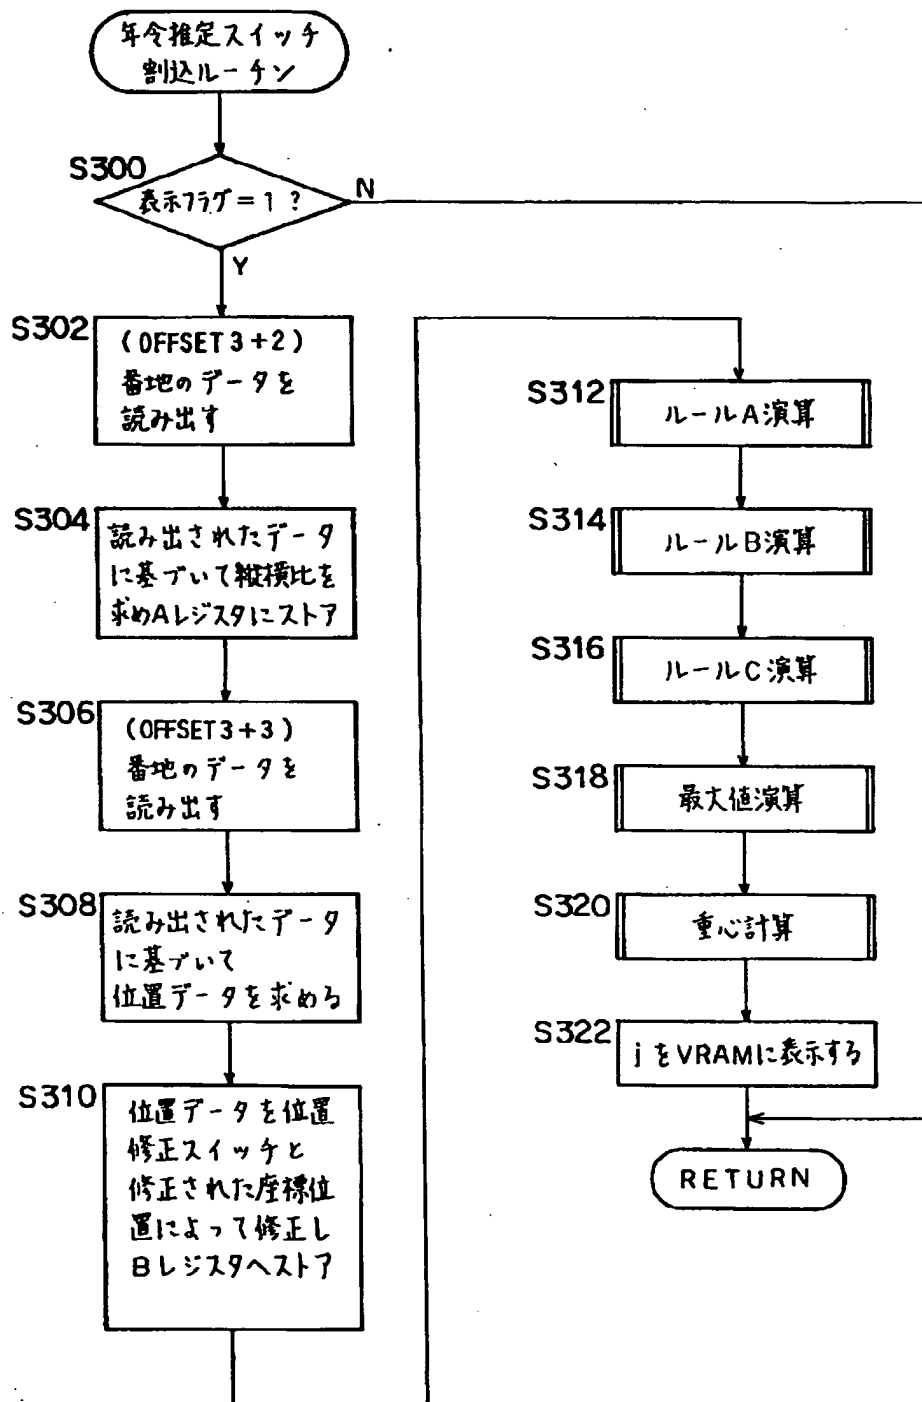 年令推定スイッチ
割込ルーチン
S300
表示フラグ=1?
N
Y
S302
(OFFSET3+2)
番地のデータを
読み出す
S304
読み出されたデータ
に基づいて縦横比を
求めAレジスタにストア
S306
(OFFSET3+3)
番地のデータを
読み出す
S308
読み出されたデータ
に基づいて
位置データを求める
S310
位置データを位置
修正スイッチと
修正された座標位
置によって修正し
Bレジスタへストア
S312
ルールA演算
S314
ルールB演算
S316
ルールC演算
S318
最大値演算
S320
重心計算
S322
jをVRAMに表示する
RETURN